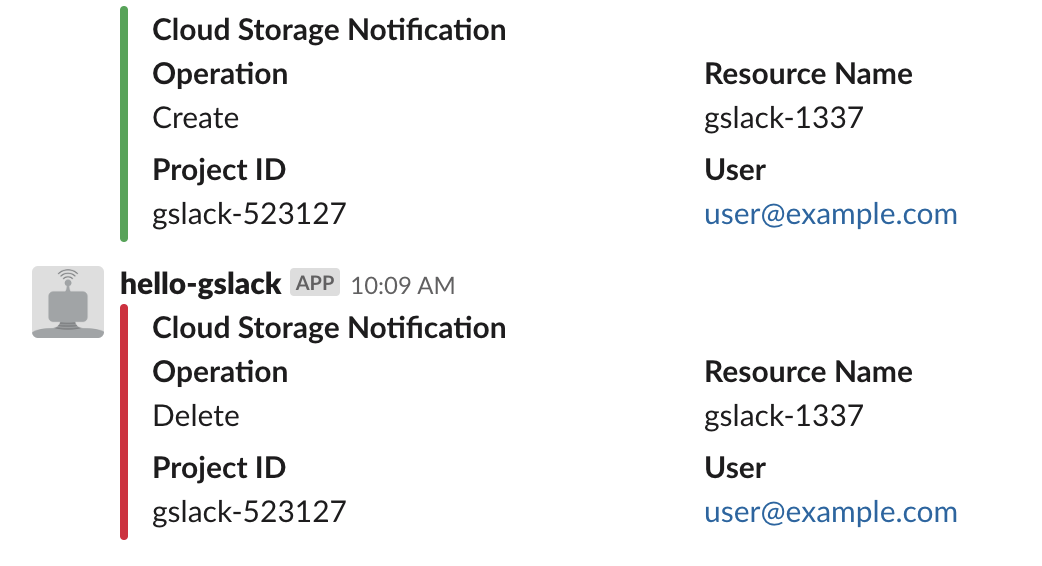 Cloud Storage Notification
Operation Resource Name
Create gslack-1337
Project ID User
gslack-523127 user@example.com
hello-gslack APP 10:09 AM
Cloud Storage Notification
Operation Resource Name
Delete gslack-1337
Project ID User
gslack-523127 user@example.com